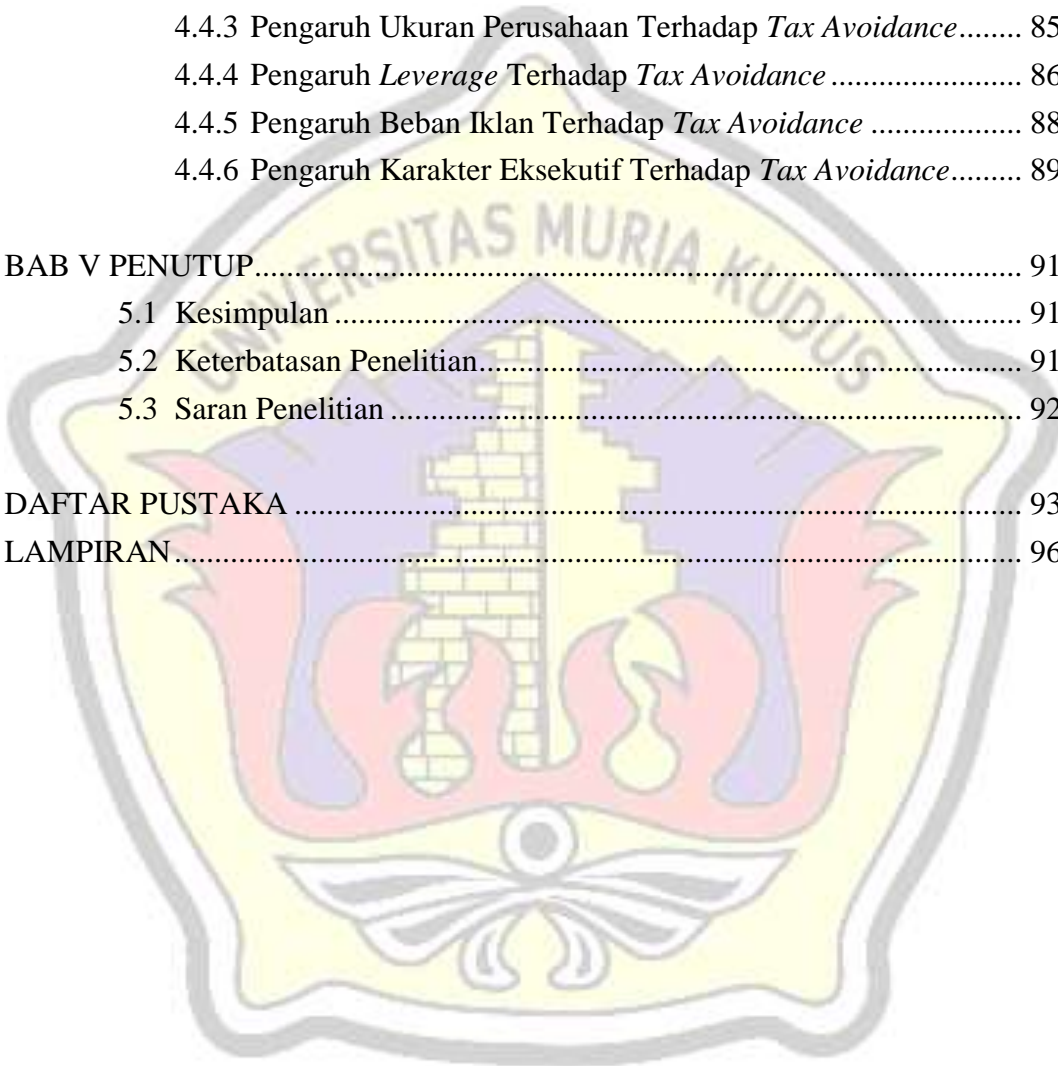 4.4.3 Pengaruh Ukuran Perusahaan Terhadap Tax Avoidance........ 85
4.4.4 Pengaruh Leverage Terhadap Tax Avoidance..................... 86
4.4.5 Pengaruh Beban Iklan Terhadap Tax Avoidance .................. 88
4.4.6 Pengaruh Karakter Eksekutif Terhadap Tax Avoidance......... 89
UNIVERSITAS MURIA KUDUS
BAB V PENUTUP.................................................................................. 91
5.1 Kesimpulan........................................................................... 91
5.2 Keterbatasan Penelitian......................................................... 91
5.3 Saran Penelitian.................................................................... 92
DAFTAR PUSTAKA............................................................................. 93
LAMPIRAN........................................................................................... 96